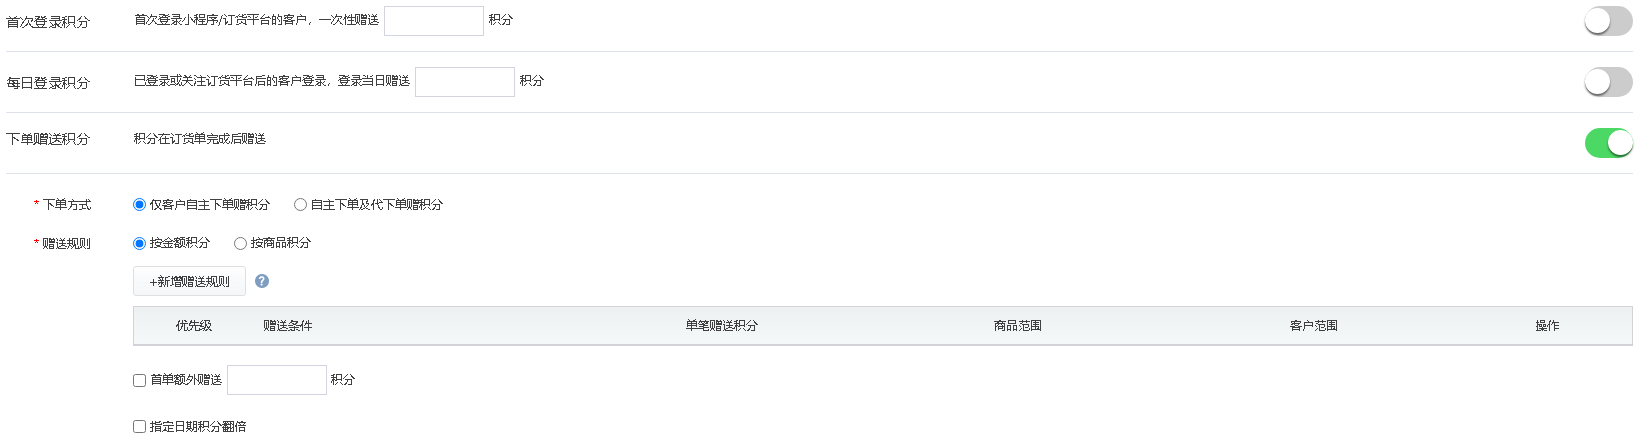 首次登录积分 首次登录小程序/订货平台的客户，一次性赠送 积分
每日登录积分 已登录或关注订货平台后的客户登录，登录当日赠送 积分
下单赠送积分 积分在订货单完成后赠送
* 下单方式 仅客户自主下单赠积分 自主下单及代下单赠积分
* 赠送规则 按金额积分 按商品积分
+新增赠送规则 ?
优先级 赠送条件 单笔赠送积分 商品范围 客户范围 操作
首单额外赠送 积分
指定日期积分翻倍